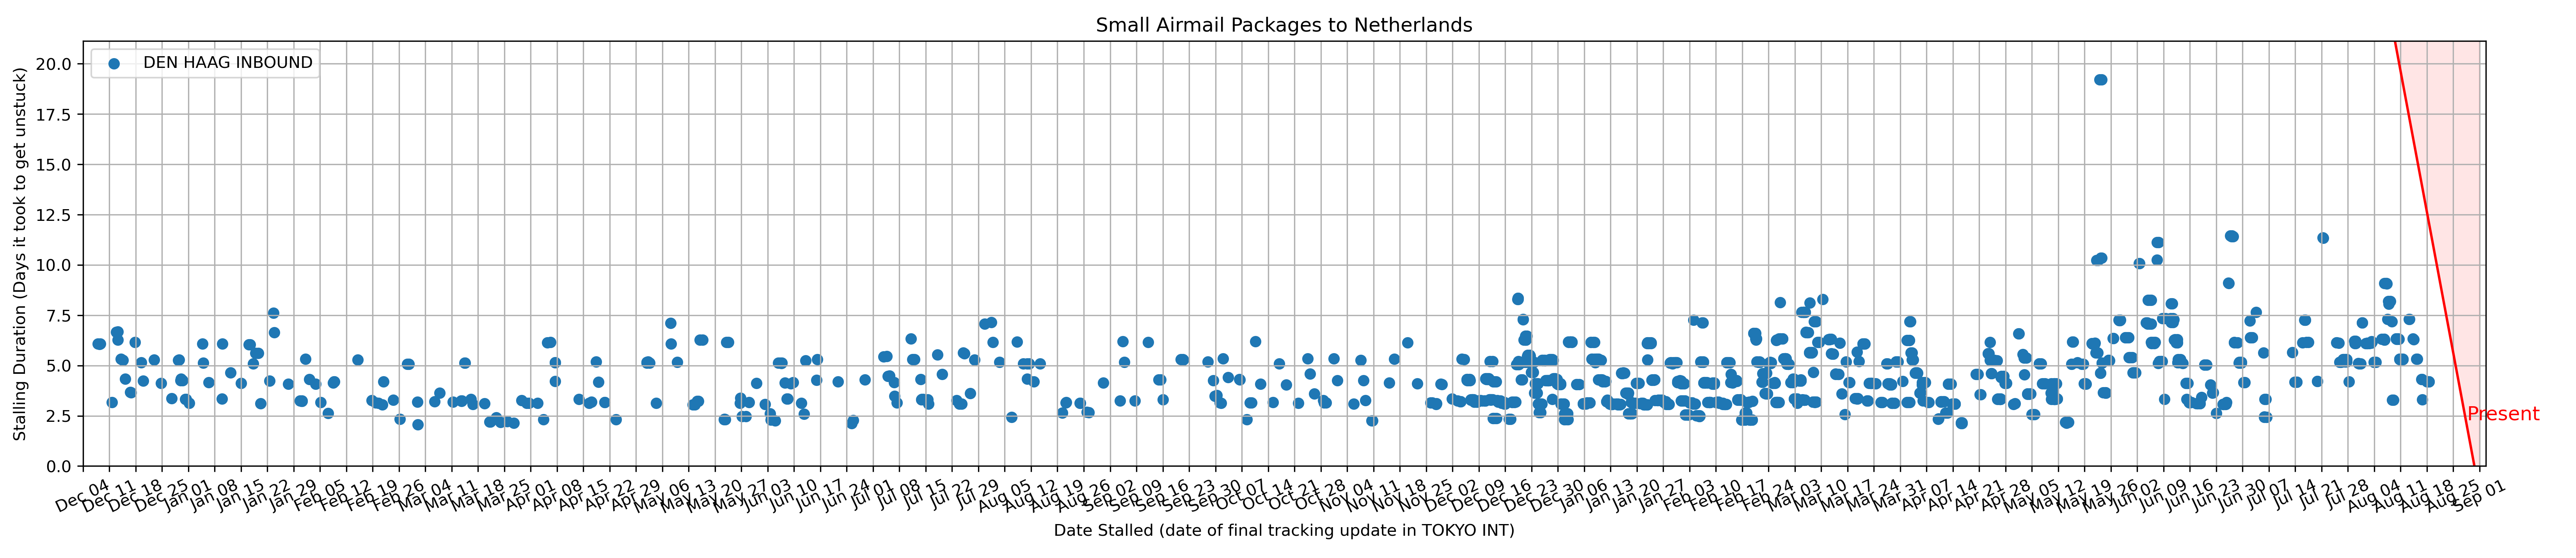 Small Airmail Packages to Netherlands
DEN HAAG INBOUND
Stalling Duration (Days it took to get unstuck)
20.0
17.5
15.0
12.5
10.0
7.5
5.0
2.5
0.0
Present
Dec 04
Dec 11
Dec 18
Dec 25
Jan 01
Jan 08
Jan 15
Jan 22
Jan 29
Feb 05
Feb 12
Feb 19
Feb 26
Mar 04
Mar 11
Mar 18
Mar 25
Apr 01
Apr 08
Apr 15
Apr 22
Apr 29
May 06
May 13
May 20
May 27
Jun 03
Jun 10
Jun 17
Jun 24
Jul 01
Jul 08
Jul 15
Jul 22
Jul 29
Aug 05
Aug 12
Aug 19
Aug 26
Sep 02
Sep 09
Sep 16
Sep 23
Sep 30
Oct 07
Oct 14
Oct 21
Oct 28
Nov 04
Nov 11
Nov 18
Nov 25
Dec 02
Dec 09
Dec 16
Dec 23
Dec 30
Jan 06
Jan 13
Jan 20
Jan 27
Feb 03
Feb 10
Feb 17
Feb 24
Mar 03
Mar 10
Mar 17
Mar 24
Mar 31
Apr 07
Apr 14
Apr 21
Apr 28
May 05
May 12
May 19
May 26
Jun 02
Jun 09
Jun 16
Jun 23
Jun 30
Jul 07
Jul 14
Jul 21
Jul 28
Aug 04
Aug 11
Aug 18
Aug 25
Sep 01
Date Stalled (date of final tracking update in TOKYO INT)